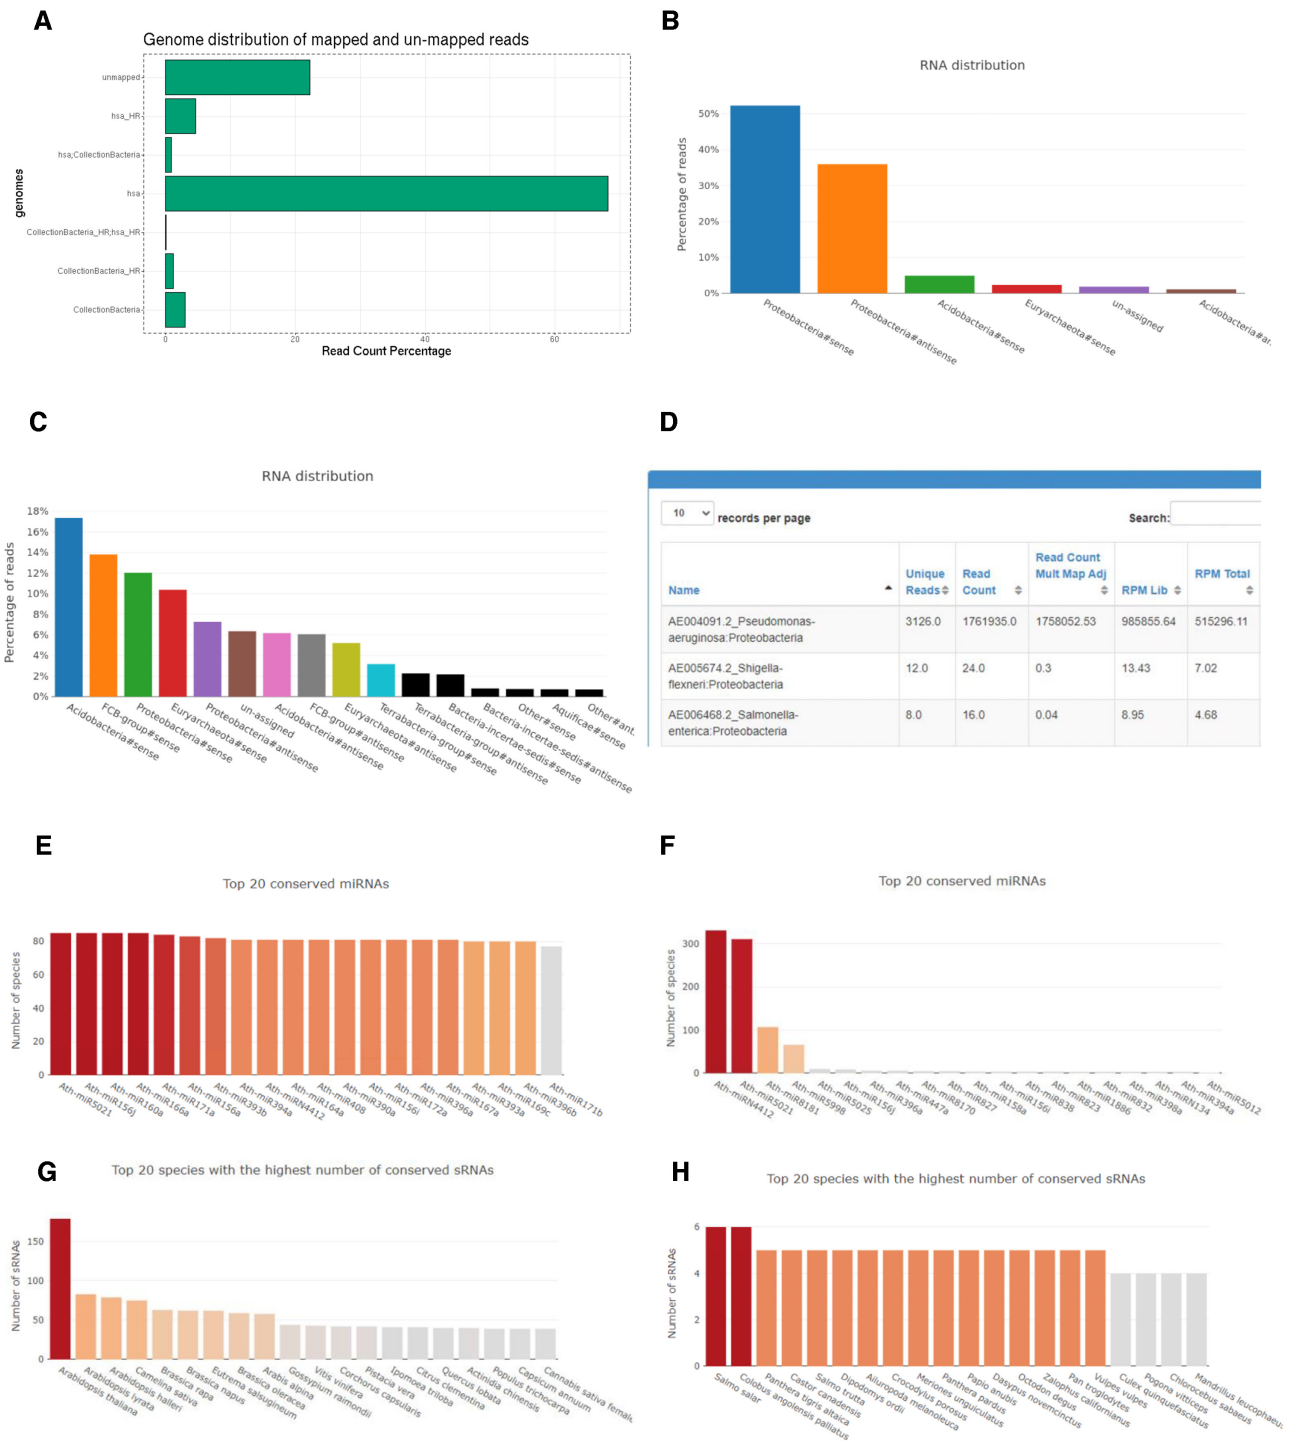 A
Genome distribution of mapped and un-mapped reads
genomes
unmapped
hsa_HR
hsa;CollectionBacteria
hsa
CollectionBacteria_HR;hsa_HR
CollectionBacteria_HR
CollectionBacteria
0 20 40 60
Read Count Percentage
B
RNA distribution
Percentage of reads
50%
40%
30%
20%
10%
0%
Proteobacteria#sense
Proteobacteria#antisense
Acidobacteria#sense
Euryarchaeota#sense
un-assigned
Acidobacteria#an
C
RNA distribution
Percentage of reads
18%
16%
14%
12%
10%
8%
6%
4%
2%
0%
Acidobacteria#sense
FCB-group#sense
Proteobacteria#sense
Euryarchaeota#sense
Proteobacteria#antisense
un-assigned
Acidobacteria#antisense
FCB-group#antisense
Euryarchaeota#antisense
Terrabacteria-group#sense
Terrabacteria-group#antisense
Bacteria-incertae-sedis#sense
Bacteria-incertae-sedis#antisense
Other#sense
Aquificae#sense
Other#ant
D
10 records per page Search:
Name Unique Reads Read Count Read Count Mult Map Adj RPM Lib RPM Total
AE004091.2_Pseudomonas- 3126.0 1761935.0 1758052.53 985855.64 515296.11
aeruginosa:Proteobacteria
AE005674.2_Shigella- 12.0 24.0 0.3 13.43 7.02
flexneri:Proteobacteria
AE006468.2_Salmonella- 8.0 16.0 0.04 8.95 4.68
enterica:Proteobacteria
E
Top 20 conserved miRNAs
Number of species
80
60
40
20
0
Ath-miR5021
Ath-miR156j
Ath-miR160a
Ath-miR166a
Ath-miR171a
Ath-miR156a
Ath-miR393b
Ath-miR394a
Ath-miRN4412
Ath-miR164a
Ath-miR408
Ath-miR390a
Ath-miR156i
Ath-miR172a
Ath-miR396a
Ath-miR167a
Ath-miR393a
Ath-miR169c
Ath-miR396b
Ath-miR171b
F
Top 20 conserved miRNAs
Number of species
300
200
100
0
Ath-miRN4412
Ath-miR5021
Ath-miR8181
Ath-miR5998
Ath-miR5025
Ath-miR156j
Ath-miR396a
Ath-miR447a
Ath-miR8170
Ath-miR827
Ath-miR158a
Ath-miR156i
Ath-miR838
Ath-miR823
Ath-miR1886
Ath-miR832
Ath-miR398a
Ath-miRN134
Ath-miR394a
Ath-miR5012
G
Top 20 species with the highest number of conserved sRNAs
Number of sRNAs
150
100
50
0
Arabidopsis thaliana
Arabidopsis lyrata
Arabidopsis halleri
Camelina sativa
Brassica rapa
Brassica napus
Eutrema salsugineum
Brassica oleracea
Arabis alpina
Gossypium raimondii
Vitis vinifera
Corchorus capsularis
Pistacia vera
Ipomoea triloba
Citrus clementina
Quercus lobata
Actinidia chinensis
Populus trichocarpa
Capsicum annuum
Cannabis sativa female
H
Top 20 species with the highest number of conserved sRNAs
Number of sRNAs
6
4
2
0
Salmo salar
Colobus angolensis palliatus
Panthera tigris altaica
Castor canadensis
Salmo trutta
Dipodomys ordii
Ailuropoda melanoleuca
Crocodylus porosus
Meriones unguiculatus
Panthera pardus
Papio anubis
Dasypus novemcinctus
Octodon degus
Zalophus californianus
Pan troglodytes
Vulpes vulpes
Culex quinquefasciatus
Pogona vitticeps
Chlorocebus sabaeus
Mandrillus leucophaeus